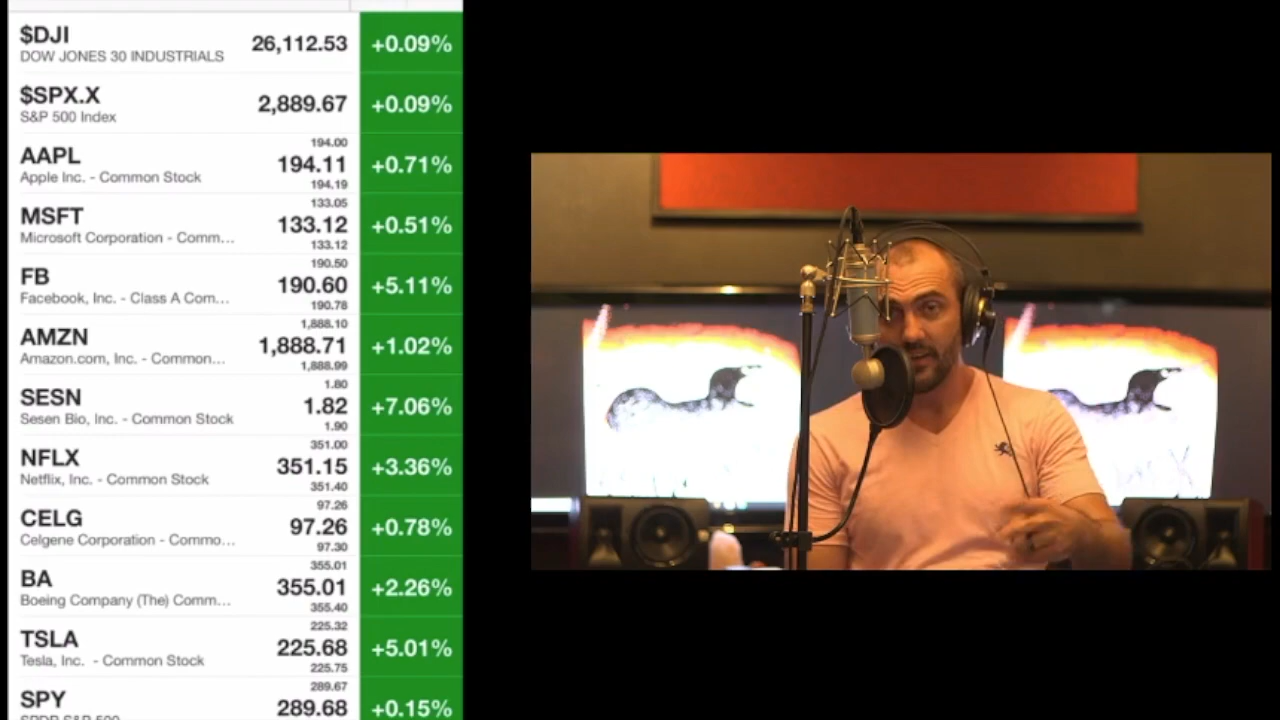 $DJI 26,112.53 +0.09%
DOW JONES 30 INDUSTRIALS
$SPX.X 2,889.67 +0.09%
S&P 500 Index
194.00
AAPL 194.11 +0.71%
Apple Inc. - Common Stock
194.19
133.05
MSFT 133.12 +0.51%
Microsoft Corporation - Comm...
133.12
190.50
FB 190.60 +5.11%
Facebook, Inc. - Class A Com...
190.78
1,888.10
AMZN 1,888.71 +1.02%
Amazon.com, Inc. - Common...
1,888.99
1.80
SESN 1.82 +7.06%
Sesen Bio, Inc. - Common Stock
1.90
351.00
NFLX 351.15 +3.36%
Netflix, Inc. - Common Stock
351.40
97.26
CELG 97.26 +0.78%
Celgene Corporation - Commo...
97.30
355.01
BA 355.01 +2.26%
Boeing Company (The) Comm...
355.40
225.32
TSLA 225.68 +5.01%
Tesla, Inc. - Common Stock
225.75
289.67
SPY 289.68 +0.15%
SPDR S&P 500